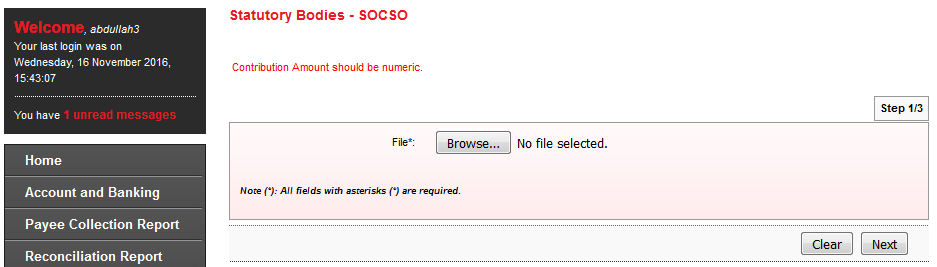 Welcome, abdullah3
Your last login was on
Wednesday, 16 November 2016,
15:43:07
You have 1 unread messages
Home
Account and Banking
Payee Collection Report
Reconciliation Report
Statutory Bodies - SOCSO
Contribution Amount should be numeric.
Step 1/3
File*: Browse... No file selected.
Note (*): All fields with asterisks (*) are required.
Clear Next